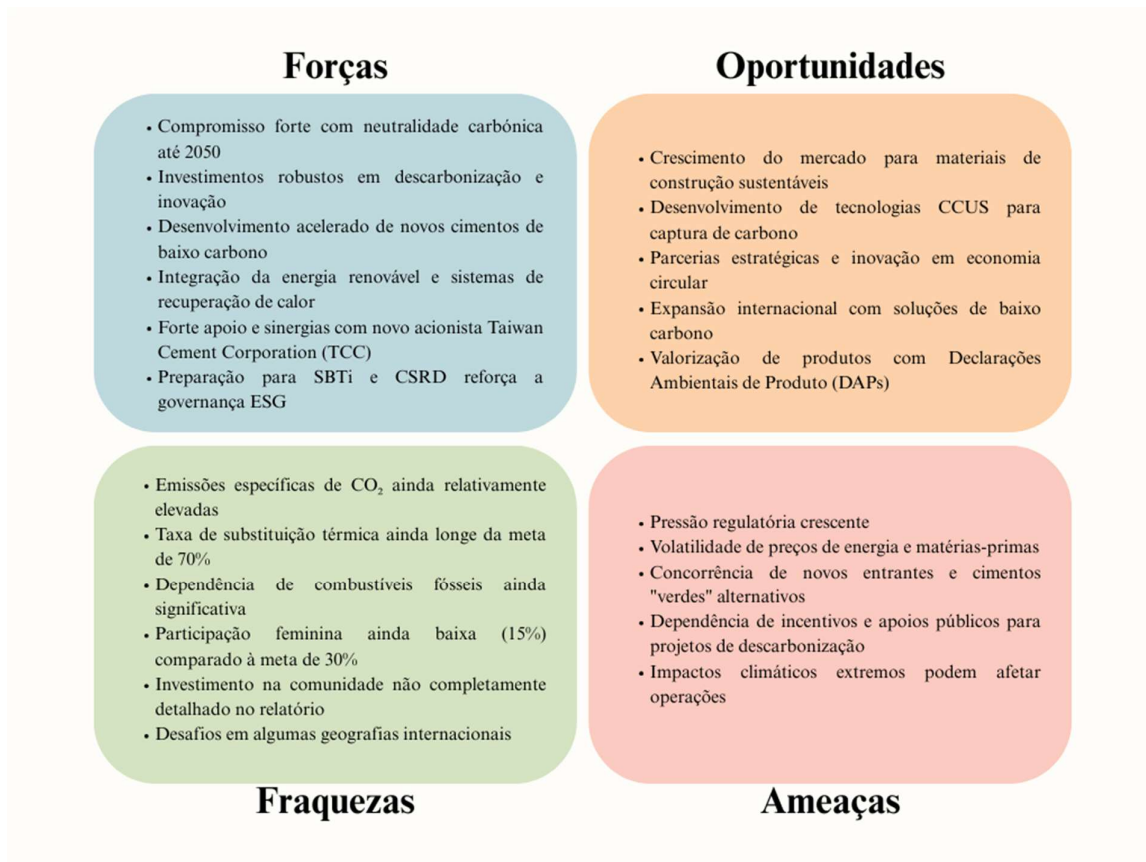 Forças
• Compromisso forte com neutralidade carbónica
até 2050
• Investimentos robustos em descarbonização e
inovação
• Desenvolvimento acelerado de novos cimentos de
baixo carbono
• Integração da energia renovável e sistemas de
recuperação de calor
• Forte apoio e sinergias com novo acionista Taiwan
Cement Corporation (TCC)
• Preparação para SBTi e CSRD reforça a
governança ESG
Oportunidades
• Crescimento do mercado para materiais de
construção sustentáveis
• Desenvolvimento de tecnologias CCUS para
captura de carbono
• Parcerias estratégicas e inovação em economia
circular
• Expansão internacional com soluções de baixo
carbono
• Valorização de produtos com Declarações
Ambientais de Produto (DAPs)
• Emissões específicas de CO₂ ainda relativamente
elevadas
• Taxa de substituição térmica ainda longe da meta
de 70%
• Dependência de combustíveis fósseis ainda
significativa
• Participação feminina ainda baixa (15%)
comparado à meta de 30%
• Investimento na comunidade não completamente
detalhado no relatório
• Desafios em algumas geografias internacionais
Fraquezas
• Pressão regulatória crescente
• Volatilidade de preços de energia e matérias-primas
• Concorrência de novos entrantes e cimentos
"verdes" alternativos
• Dependência de incentivos e apoios públicos para
projetos de descarbonização
• Impactos climáticos extremos podem afetar
operações
Ameaças